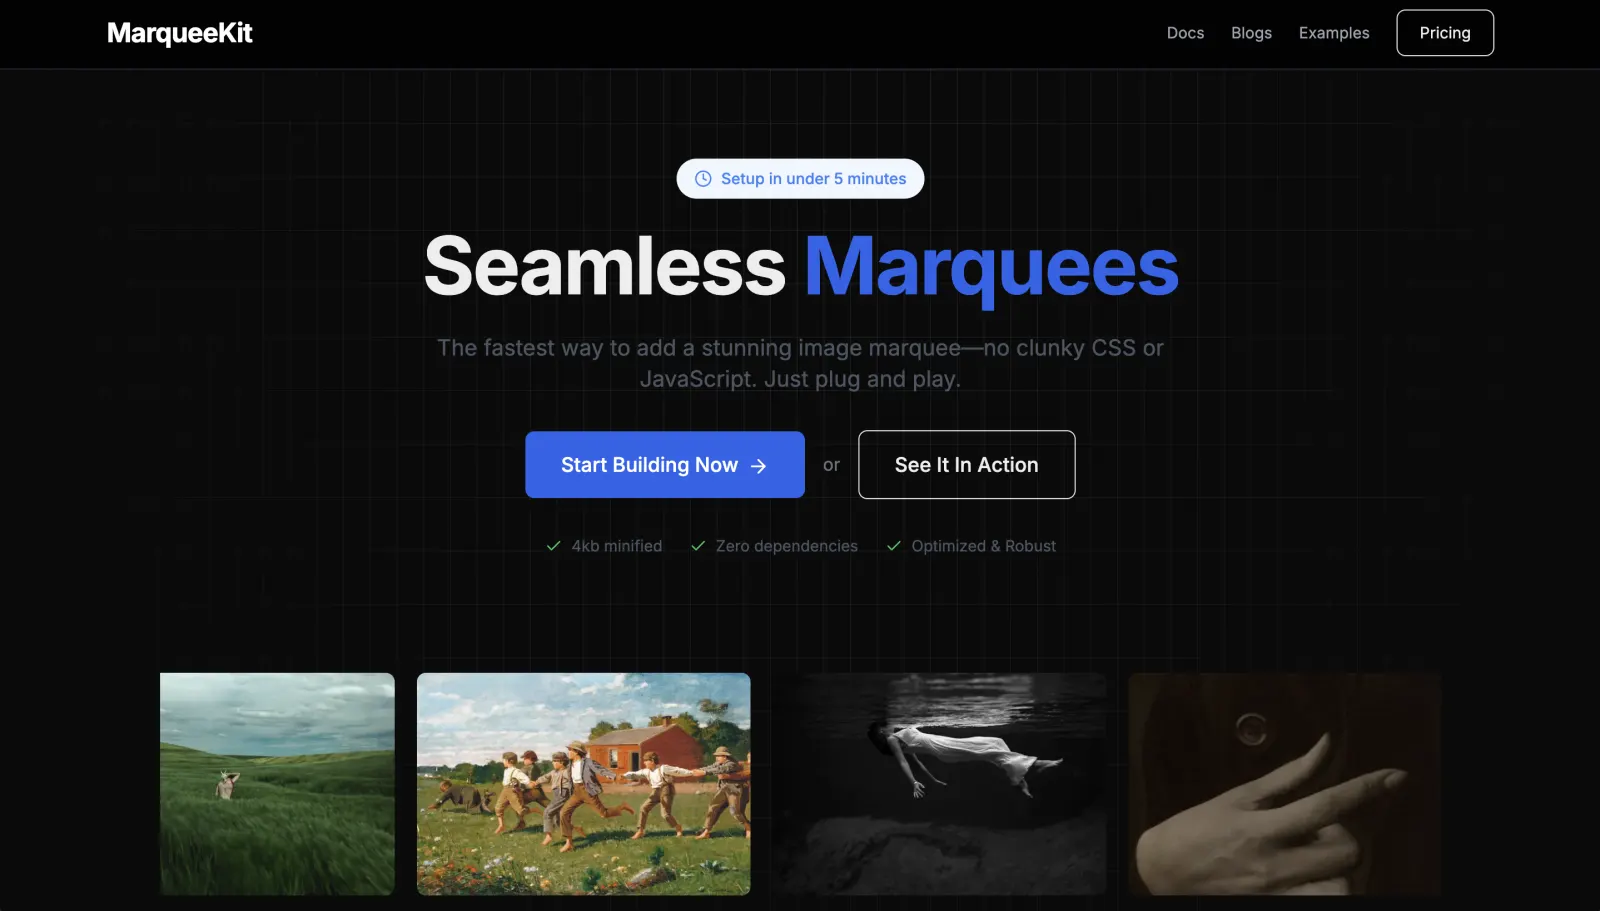 MarqueeKit
Docs
Blogs
Examples
Pricing
Setup in under 5 minutes
Seamless Marquees
The fastest way to add a stunning image marquee—no clunky CSS or
JavaScript. Just plug and play.
Start Building Now →
or
See It In Action
4kb minified
Zero dependencies
Optimized & Robust